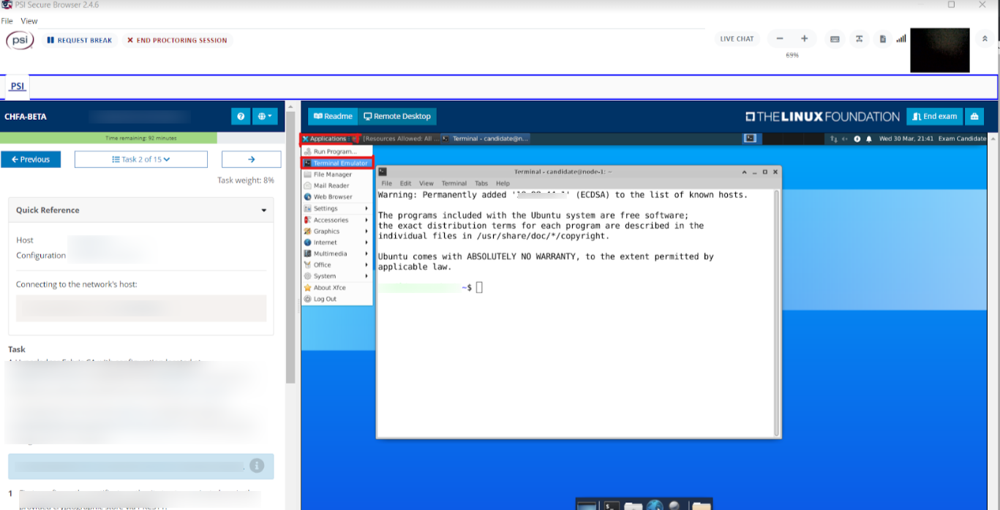 PSI Secure Browser 2.4.6
File View
psi REQUEST BREAK END PROCTORING SESSION LIVE CHAT
69%
PSI
CHFA-BETA
Readme Remote Desktop THE LINUX FOUNDATION End exam
Time remaining: 92 minutes
Applications [Resources Allowed: All ... Terminal - candidate@n... Wed 30 Mar, 21:41 Exam Candidate
Previous Task 2 of 15
Task weight: 8%
Quick Reference
Host
Configuration
Connecting to the network's host:
Task
1
Run Program...
Terminal Emulator
File Manager
Mail Reader
Web Browser
Settings
Accessories
Graphics
Internet
Multimedia
Office
System
About Xfce
Log Out
Terminal - candidate@node-1: ~
File Edit View Terminal Tabs Help
Warning: Permanently added ' ' (ECDSA) to the list of known hosts.
The programs included with the Ubuntu system are free software;
the exact distribution terms for each program are described in the
individual files in /usr/share/doc/*/copyright.
Ubuntu comes with ABSOLUTELY NO WARRANTY, to the extent permitted by
applicable law.
~$